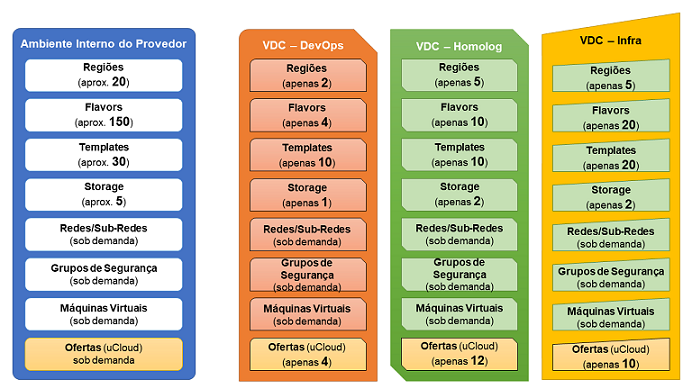 Ambiente Interno do Provedor
Regiões
(aprox. 20)
Flavors
(aprox. 150)
Templates
(aprox. 30)
Storage
(aprox. 5)
Redes/Sub-Redes
(sob demanda)
Grupos de Segurança
(sob demanda)
Máquinas Virtuais
(sob demanda)
Ofertas (uCloud)
sob demanda
VDC – DevOps
Regiões
(apenas 2)
Flavors
(apenas 4)
Templates
(apenas 10)
Storage
(apenas 1)
Redes/Sub-Redes
(sob demanda)
Grupos de
Segurança
(sob demanda)
Máquinas Virtuais
(sob demanda)
Ofertas (uCloud)
(apenas 4)
VDC – Homolog
Regiões
(apenas 5)
Flavors
(apenas 10)
Templates
(apenas 10)
Storage
(apenas 2)
Redes/Sub-Redes
(sob demanda)
Grupos de
Segurança
(sob demanda)
Máquinas Virtuais
(sob demanda)
Ofertas (uCloud)
(apenas 12)
VDC – Infra
Regiões
(apenas 5)
Flavors
(apenas 20)
Templates
(apenas 20)
Storage
(apenas 2)
Redes/Sub-Redes
(sob demanda)
Grupos de Segurança
(sob demanda)
Máquinas Virtuais
(sob demanda)
Ofertas (uCloud)
(apenas 10)